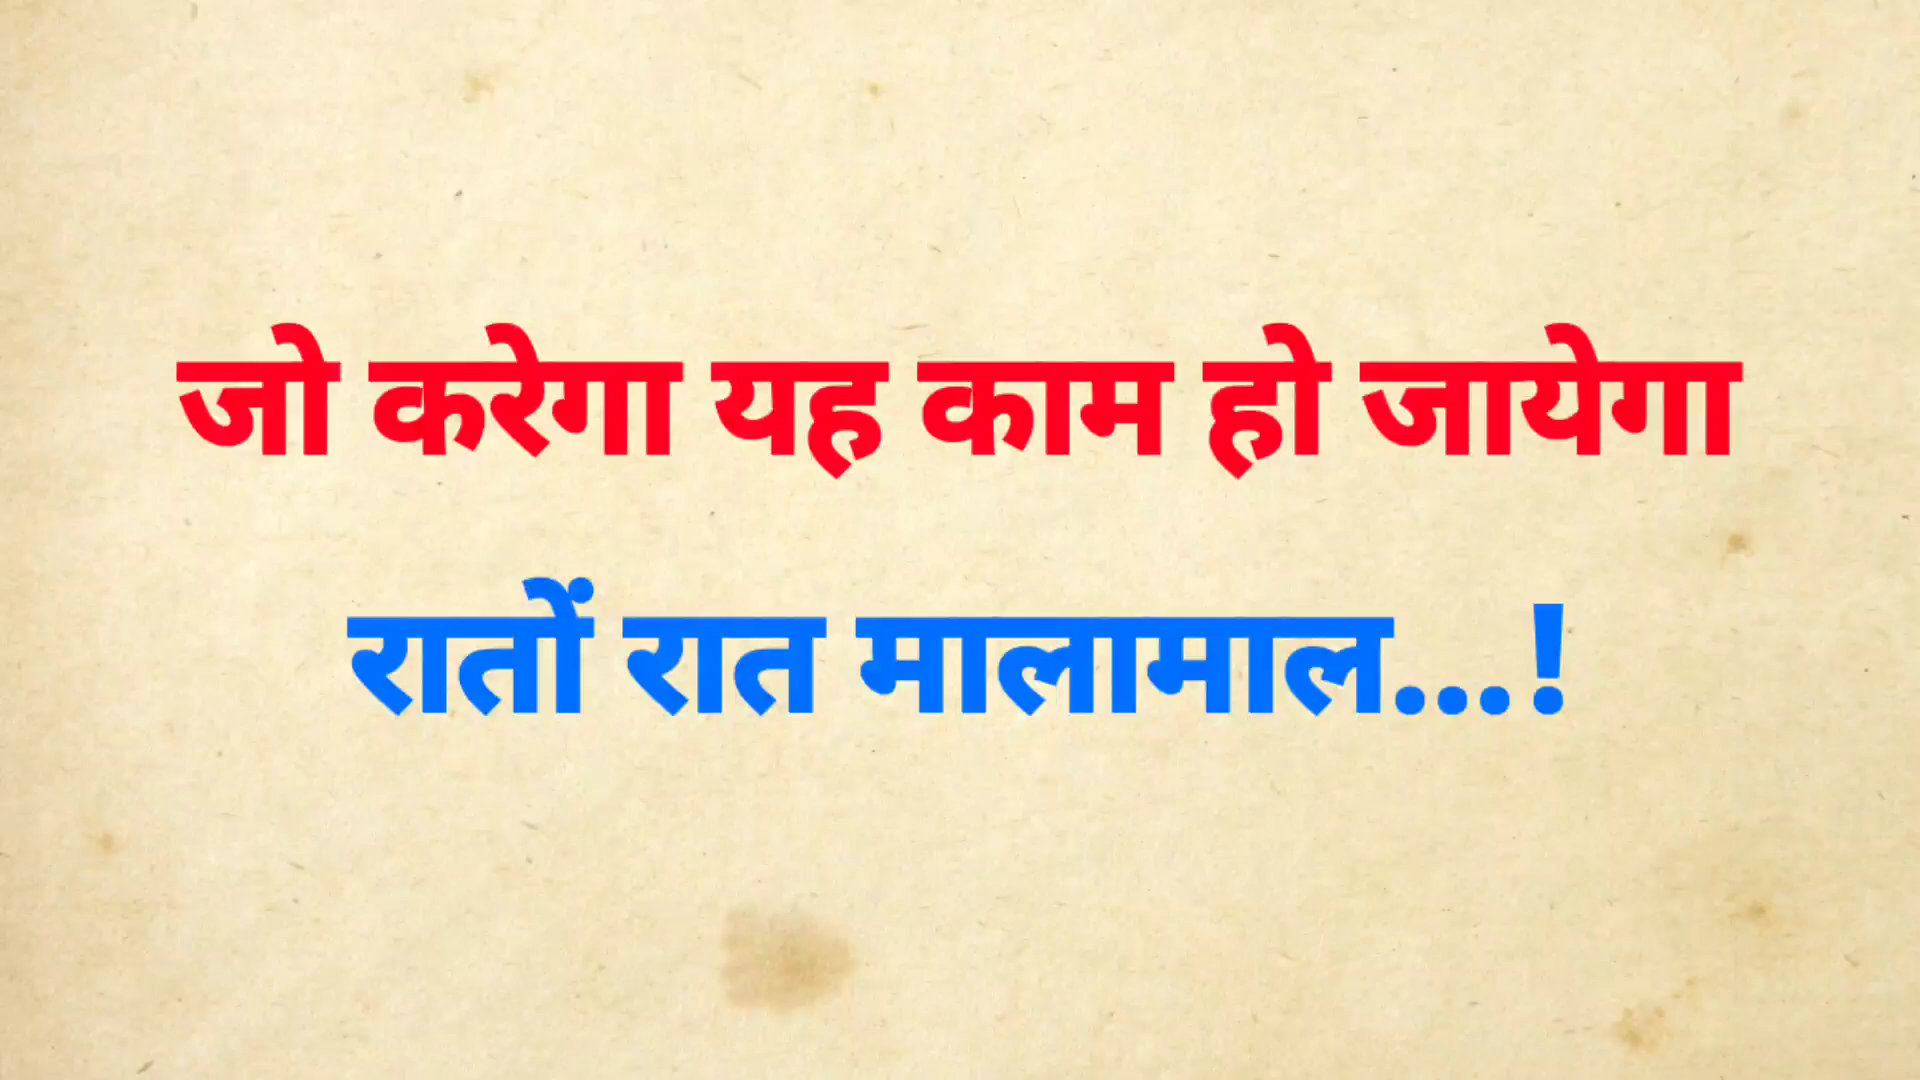 जो करेगा यह काम हो जायेगा
रातों रात मालामाल...!